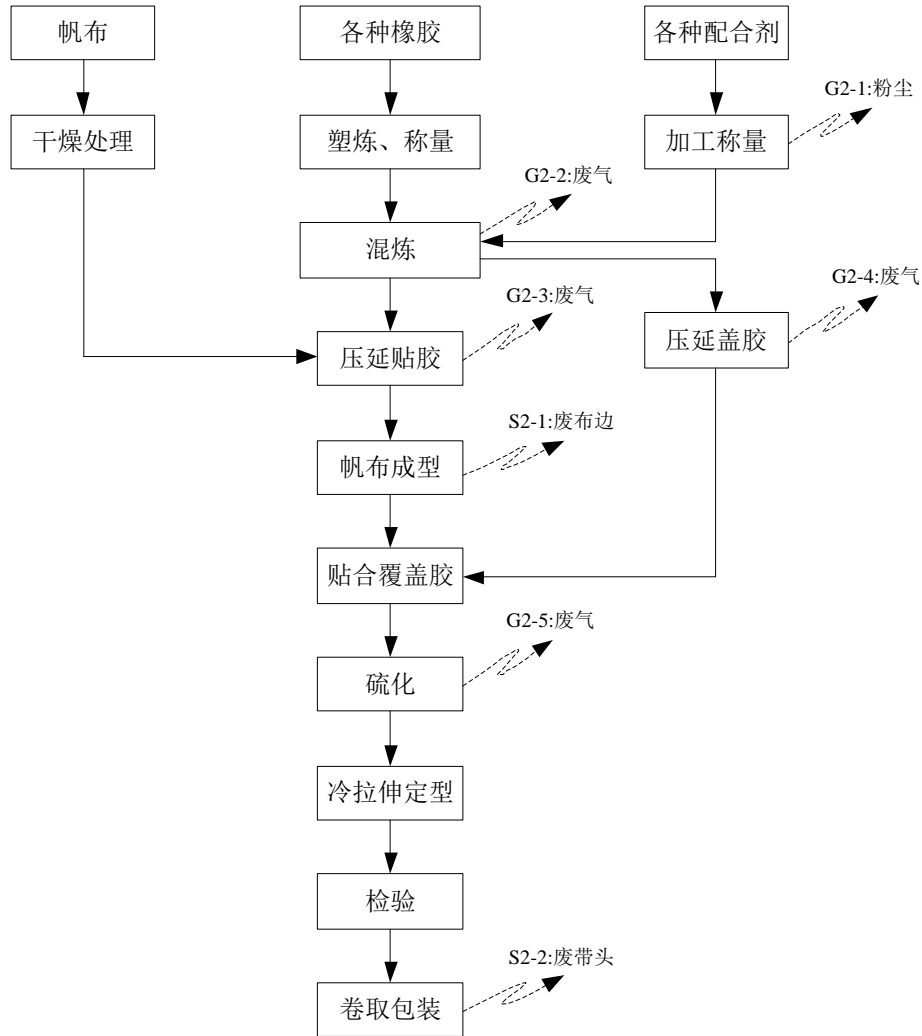 帆布
各种橡胶
各种配合剂
G2-1:粉尘
干燥处理
塑炼、称量
加工称量
G2-2:废气
混炼
G2-3:废气
G2-4:废气
压延贴胶
压延盖胶
S2-1:废布边
帆布成型
贴合覆盖胶
G2-5:废气
硫化
冷拉伸定型
检验
S2-2:废带头
卷取包装